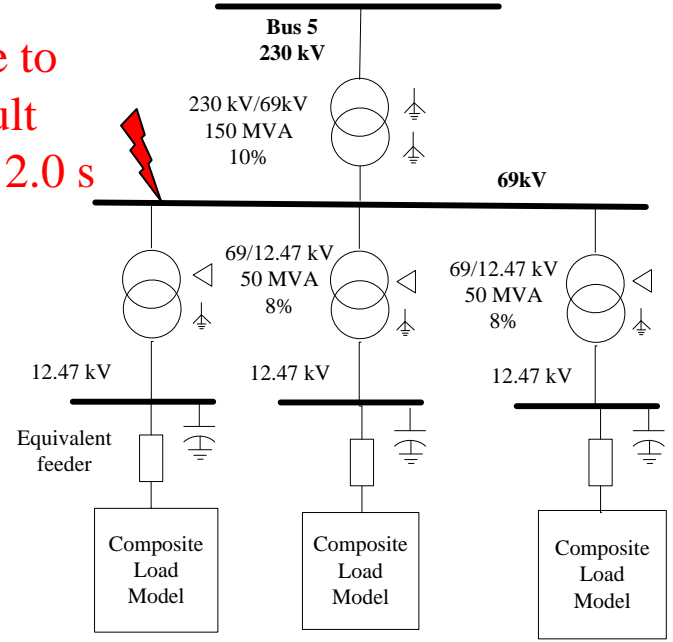 Bus 5
230 kV
e to
ult
2.0 s
230 kV/69kV
150 MVA
10%
69kV
69/12.47 kV
50 MVA
8%
69/12.47 kV
50 MVA
8%
12.47 kV
12.47 kV
12.47 kV
Equivalent
feeder
Composite
Load
Model
Composite
Load
Model
Composite
Load
Model